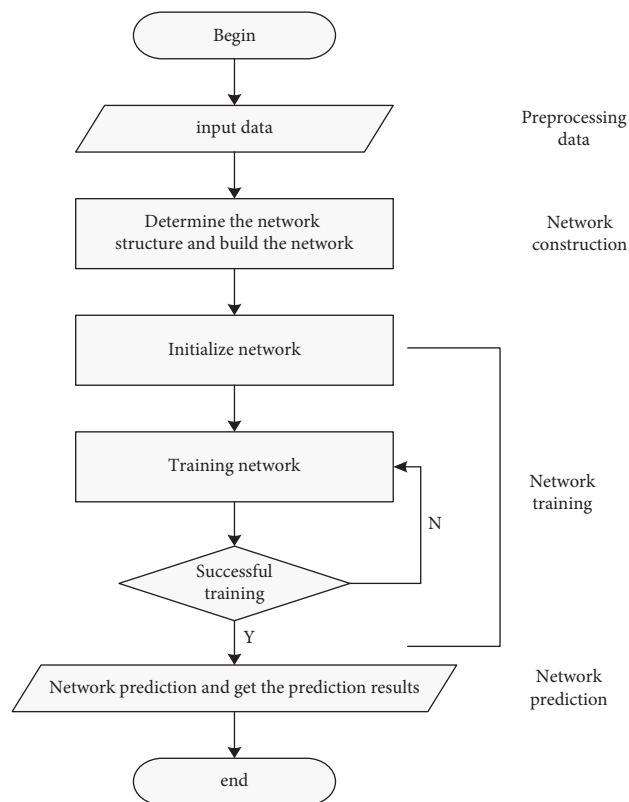 Begin
input data
Preprocessing
data
Determine the network
structure and build the network
Network
construction
Initialize network
Training network
Network
training
N
Successful
training
Y
Network prediction and get the prediction results
Network
prediction
end